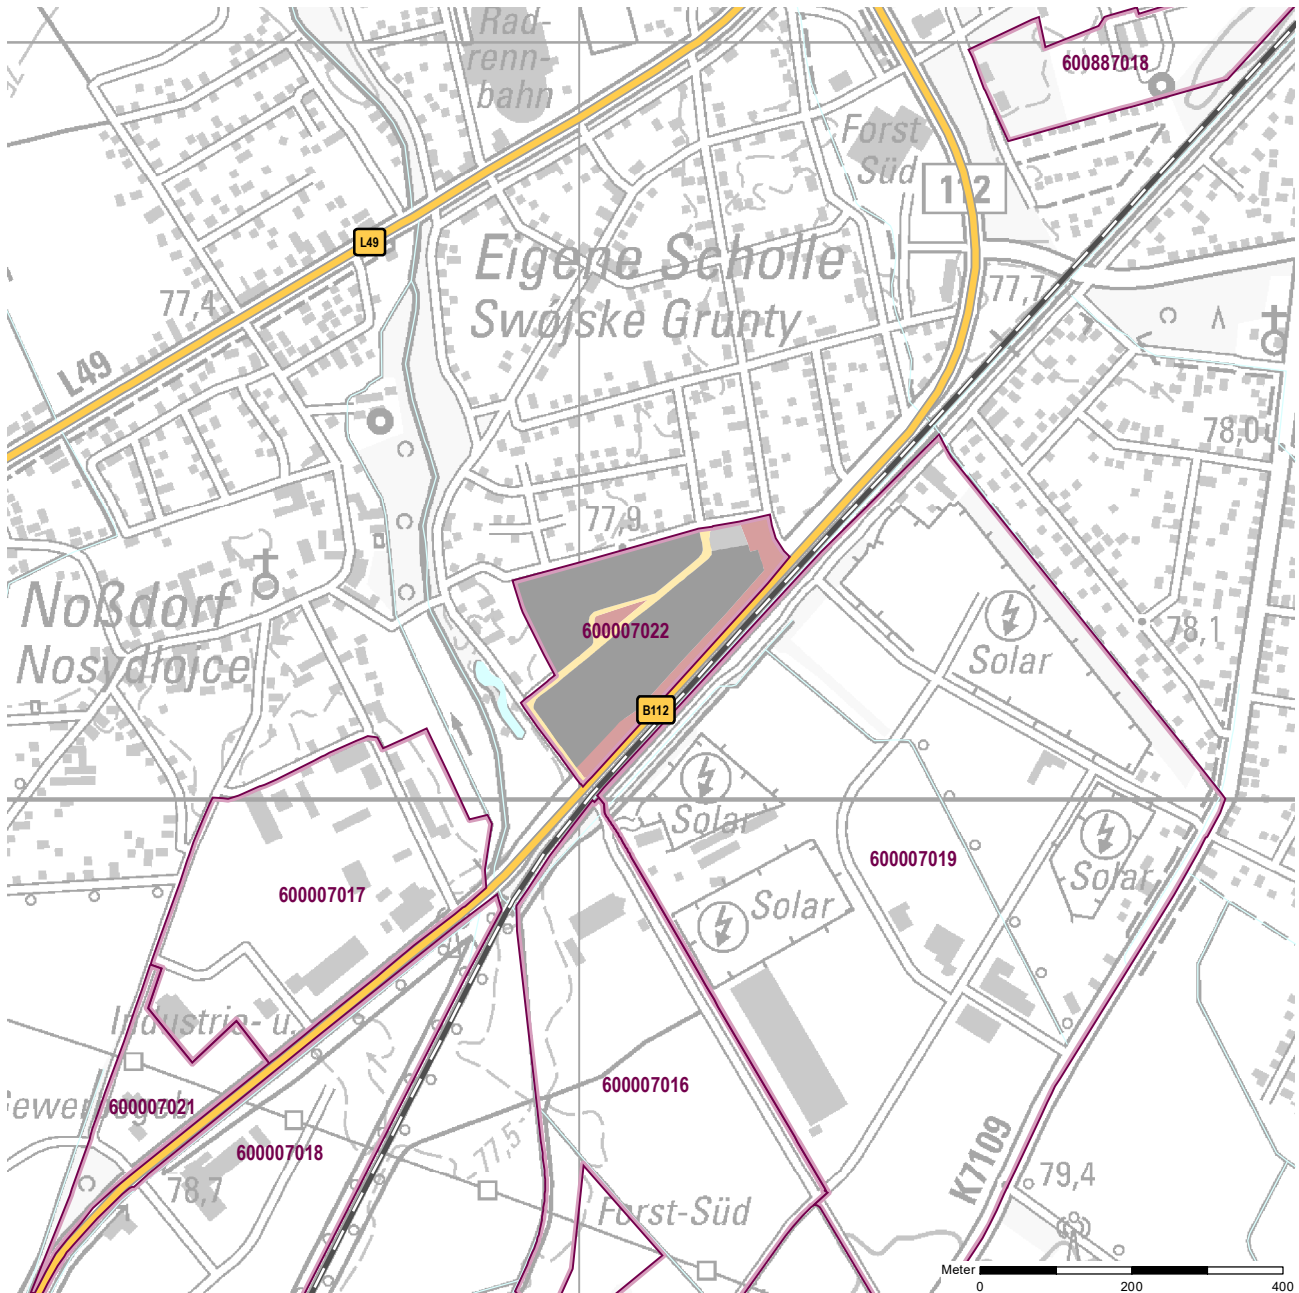 Rad-
renn-
bahn
600887018
Forst
Süd
112
L49
Eigene Scholle
Swójske Grunty
77,4
77,7
L49
78,0
77,9
Noßdorf
Nosydłojce
600007022
78,1
Solar
B112
Solar
600007019
Solar
600007017
Solar
Industrie- u.
600007016
600007021
ewerbegeb
600007018
77,5
K7109
78,7
79,4
Forst-Süd
Meter
0
200
400